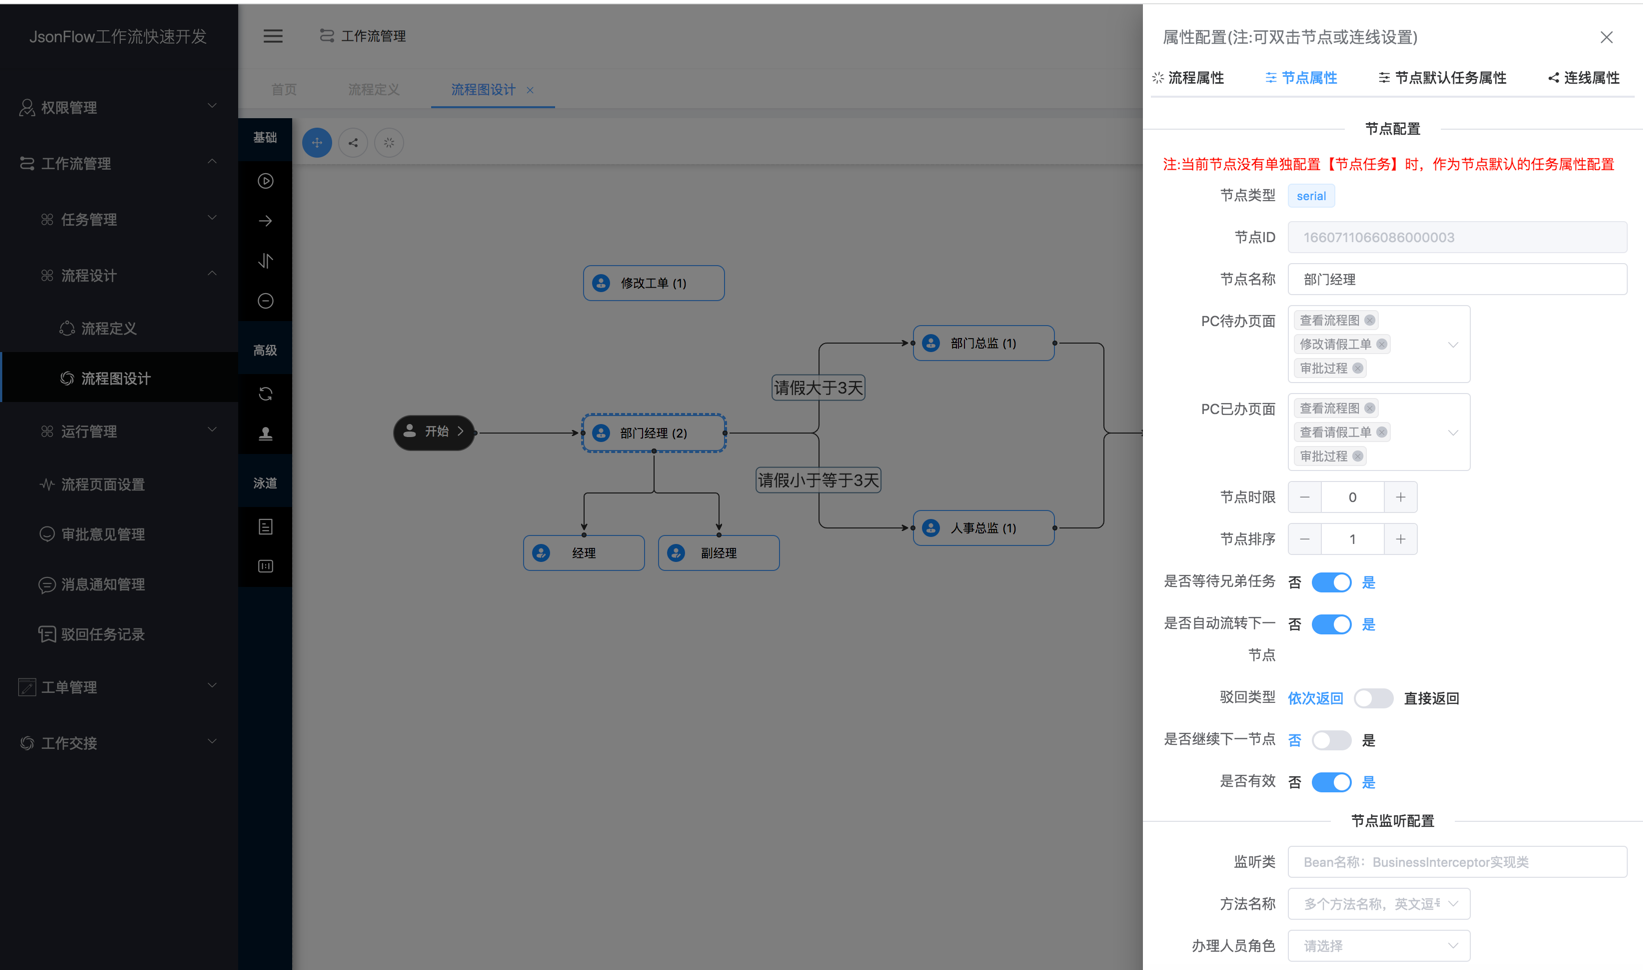 JsonFlow工作流快速开发
权限管理
工作流管理
任务管理
流程设计
流程定义
流程图设计
运行管理
流程页面设置
审批意见管理
消息通知管理
驳回任务记录
工单管理
工作交接
工作流管理
首页
流程定义
流程图设计
基础
高级
泳道
修改工单 (1)
部门总监 (1)
请假大于3天
开始
部门经理 (2)
请假小于等于3天
人事总监 (1)
经理
副经理
属性配置(注:可双击节点或连线设置)
流程属性
节点属性
节点默认任务属性
连线属性
节点配置
注:当前节点没有单独配置【节点任务】时，作为节点默认的任务属性配置
节点类型
serial
节点ID
1660711066086000003
节点名称
部门经理
PC待办页面
查看流程图
修改请假工单
审批过程
PC已办页面
查看流程图
查看请假工单
审批过程
节点时限
0
节点排序
1
是否等待兄弟任务
否
是
是否自动流转下一
节点
否
是
驳回类型
依次返回
直接返回
是否继续下一节点
否
是
是否有效
否
是
节点监听配置
监听类
Bean名称：BusinessInterceptor实现类
方法名称
多个方法名称，英文逗
办理人员角色
请选择